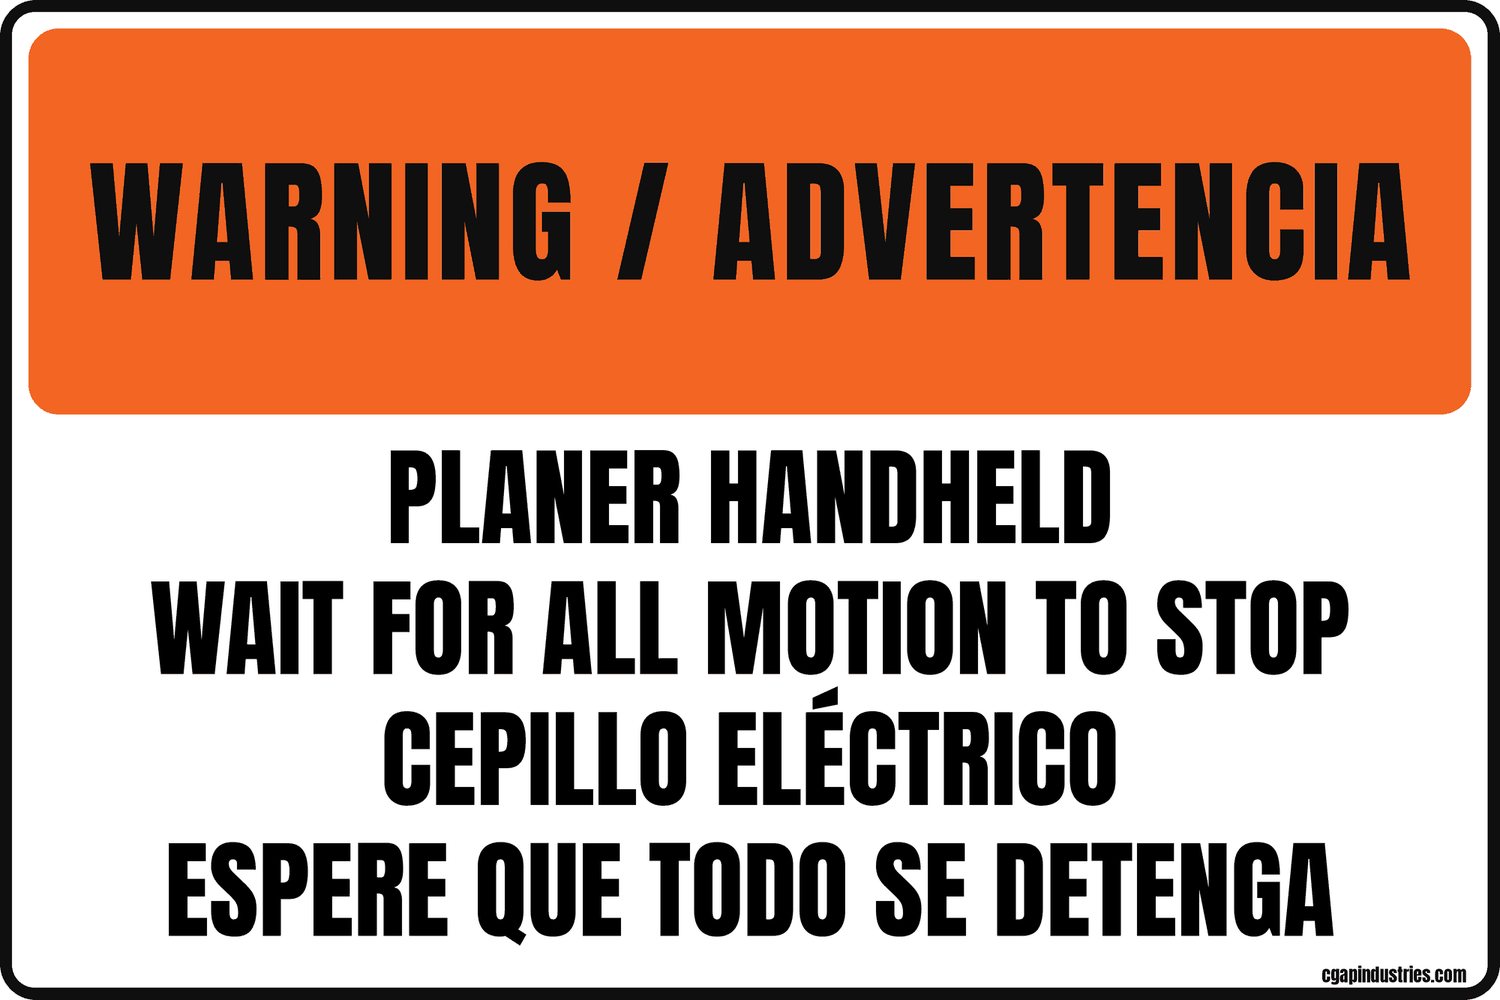 WARNING / ADVERTENCIA
PLANER HANDHELD
WAIT FOR ALL MOTION TO STOP
CEPILLO ELÉCTRICO
ESPERE QUE TODO SE DETENGA
cgapindustries.com